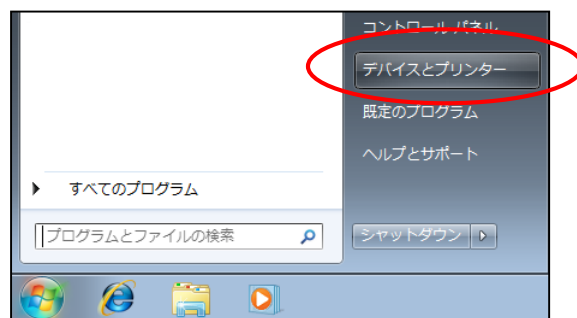 コントロール パネル
デバイスとプリンター
既定のプログラム
ヘルプとサポート
すべてのプログラム
プログラムとファイルの検索
シャットダウン